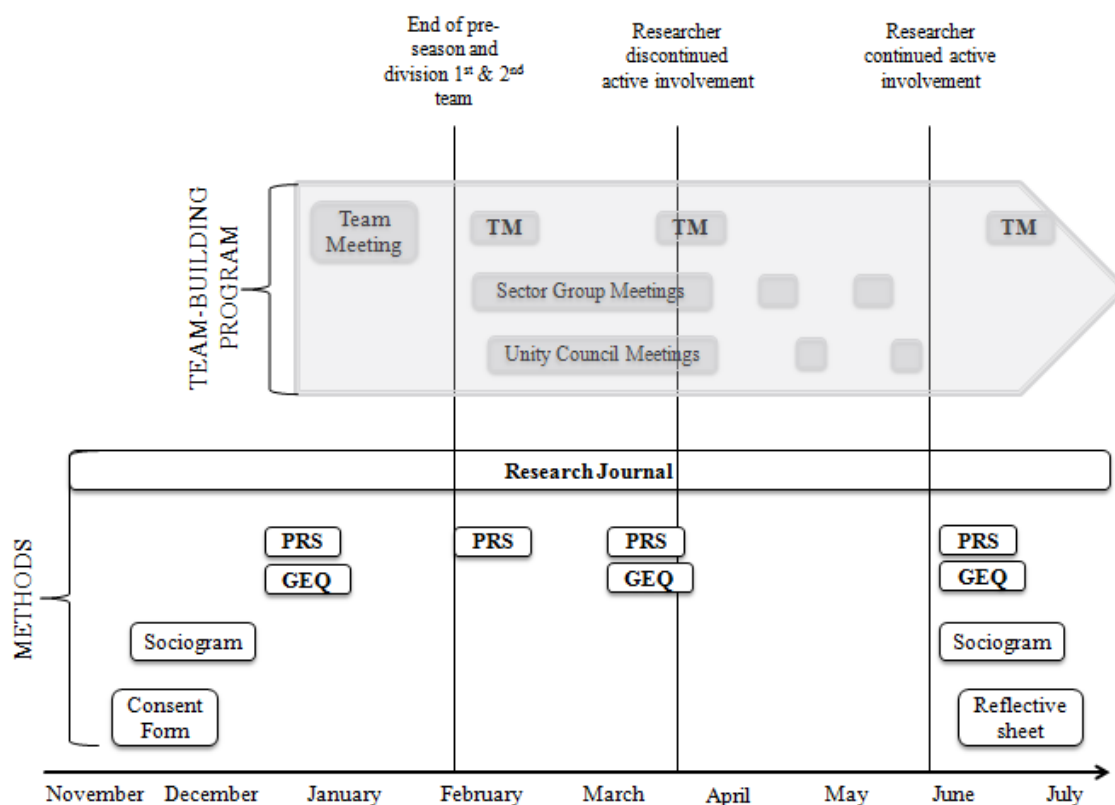 End of pre-
season and
division 1st & 2nd
team
Researcher
discontinued
active involvement
Researcher
continued active
involvement
TEAM-BUILDING
PROGRAM
Team
Meeting
TM
TM
TM
Sector Group Meetings
Unity Council Meetings
METHODS
Research Journal
PRS
PRS
PRS
PRS
GEQ
GEQ
GEQ
Sociogram
Sociogram
Consent
Form
Reflective
sheet
November December January February March April May June July